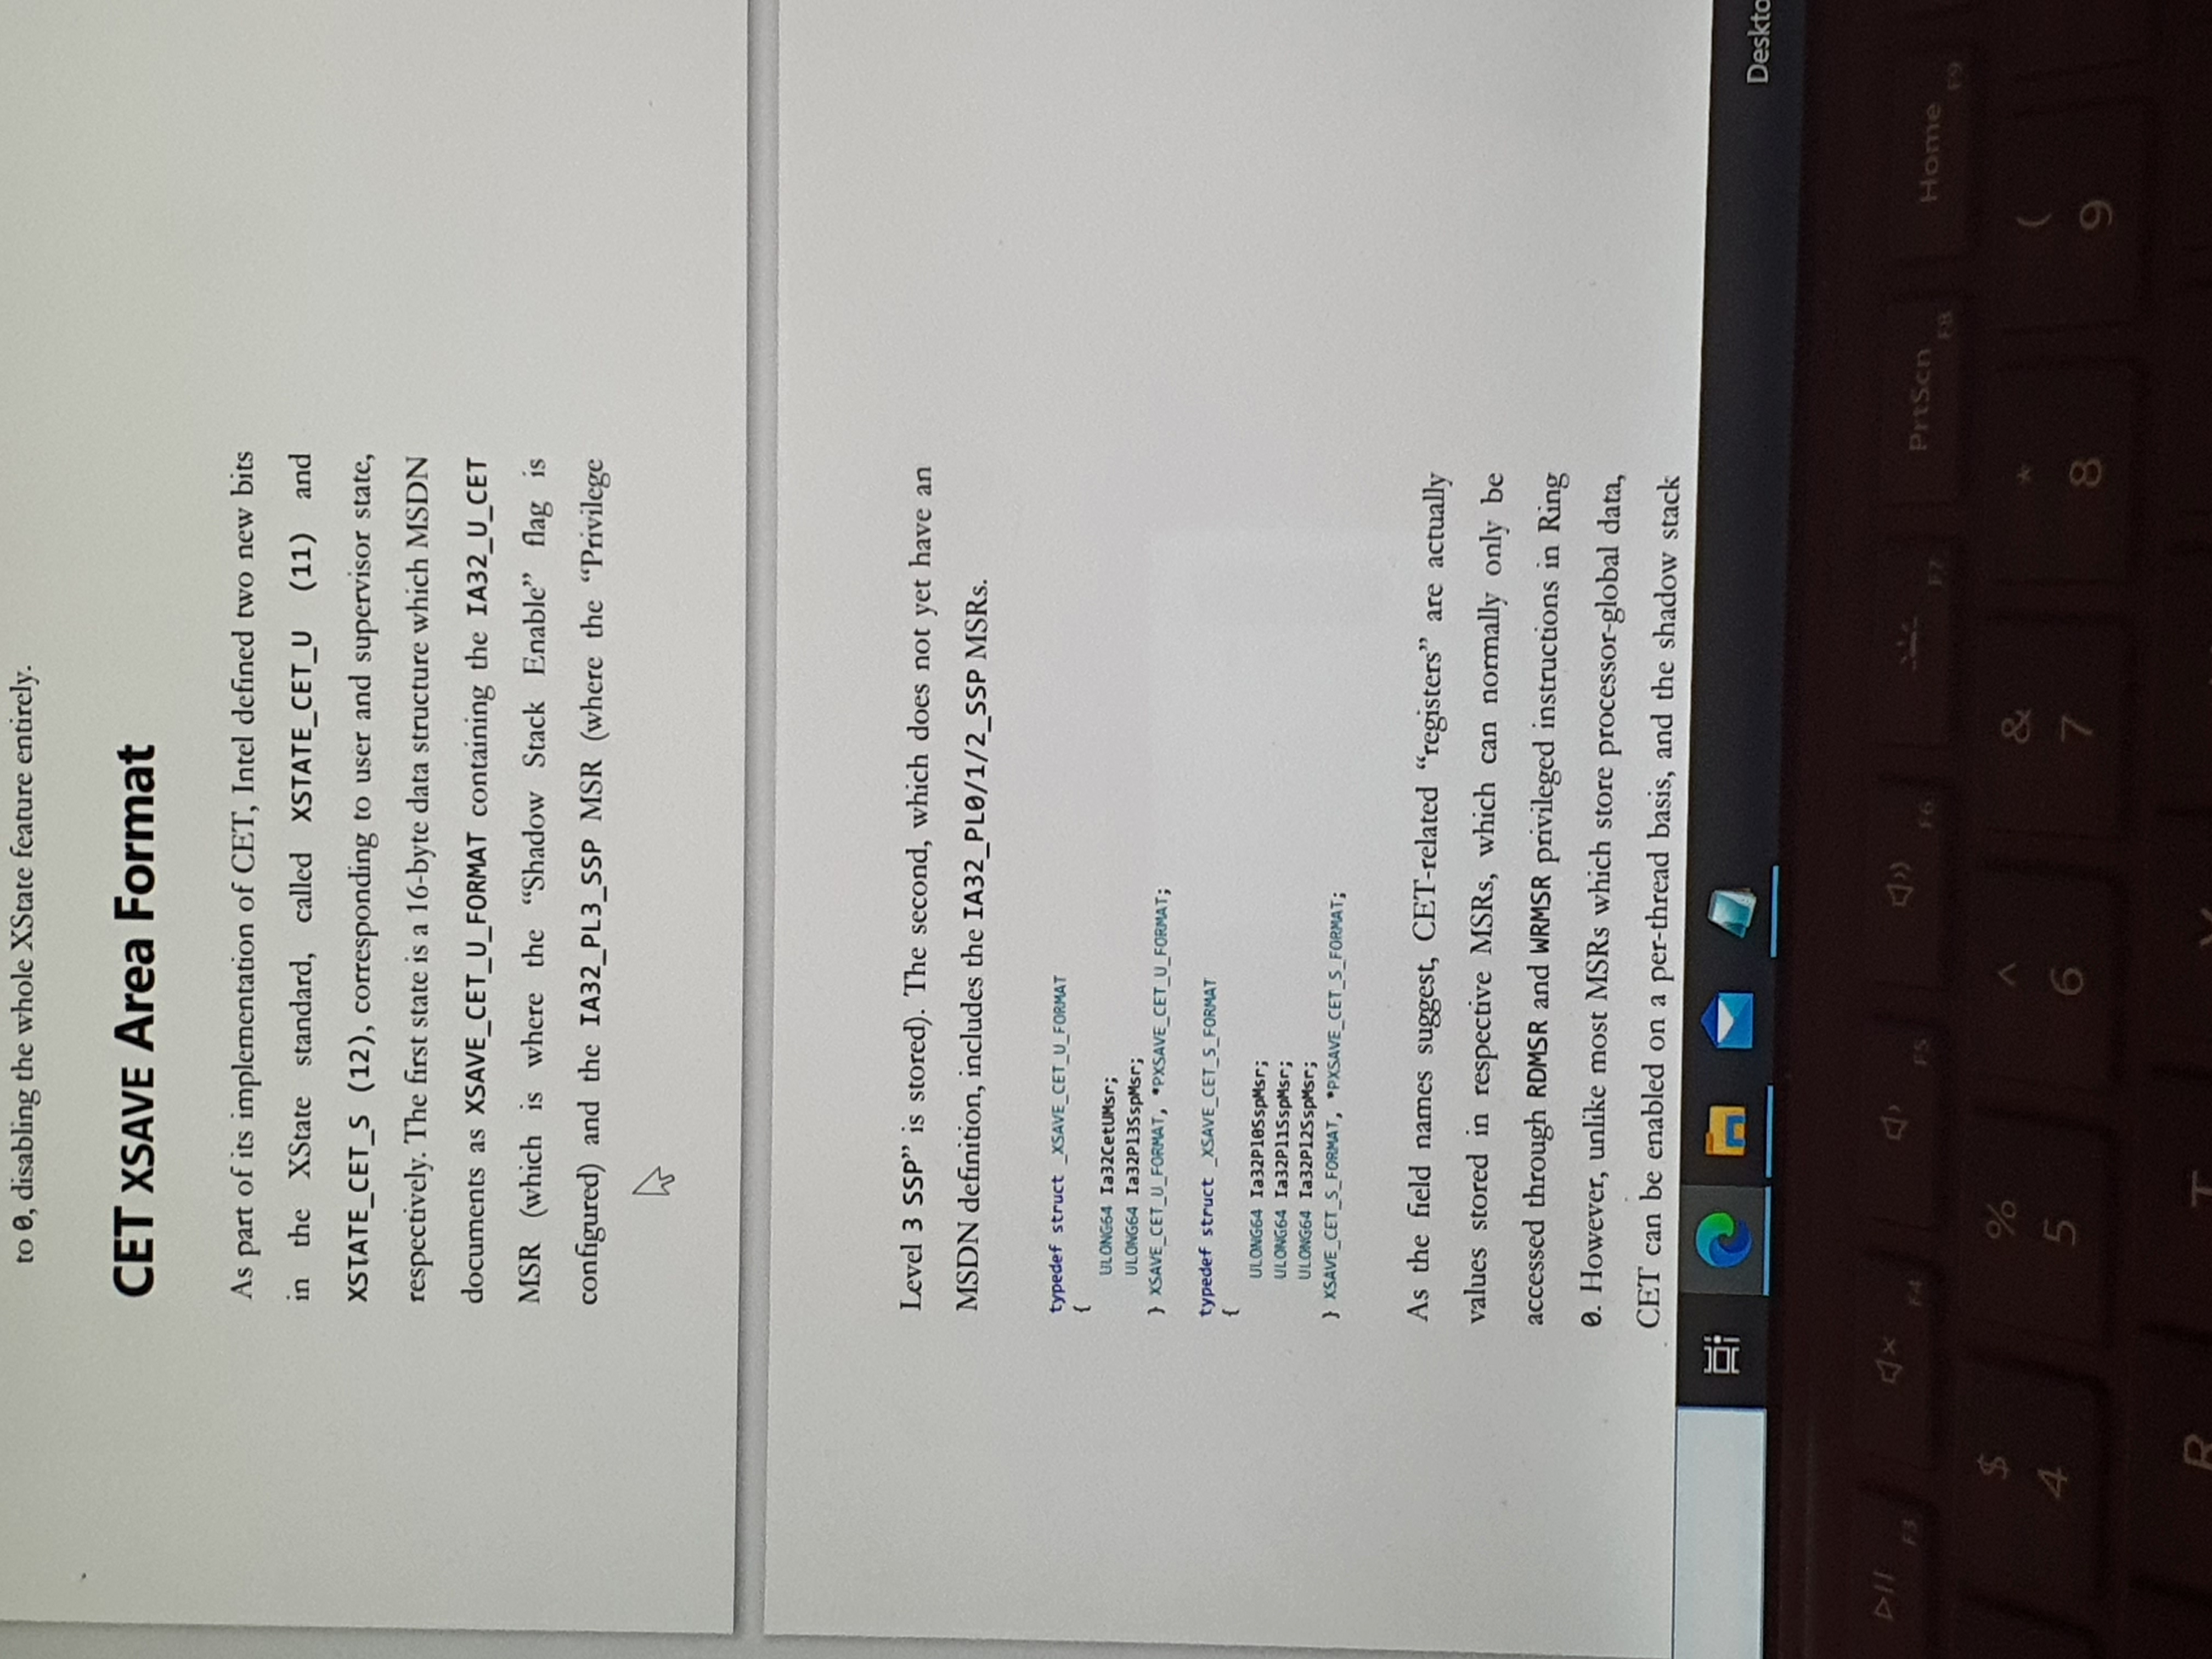 to 0, disabling the whole XState feature entirely.
CET XSAVE Area Format
As part of its implementation of CET, Intel defined two new bits
in the XState standard, called XSTATE_CET_U (11) and
XSTATE_CET_S (12), corresponding to user and supervisor state,
respectively. The first state is a 16-byte data structure which MSDN
documents as XSAVE_CET_U_FORMAT containing the IA32_U_CET
MSR (which is where the “Shadow Stack Enable” flag is
configured) and the IA32_PL3_SSP MSR (where the “Privilege
Level 3 SSP” is stored). The second, which does not yet have an
MSDN definition, includes the IA32_PL0/1/2_SSP MSRs.
typedef struct _XSAVE_CET_U_FORMAT
{
ULONG64 Ia32CetUMsr;
ULONG64 Ia32Pl3SspMsr;
} XSAVE_CET_U_FORMAT, *PXSAVE_CET_U_FORMAT;
typedef struct _XSAVE_CET_S_FORMAT
{
ULONG64 Ia32Pl0SspMsr;
ULONG64 Ia32Pl1SspMsr;
ULONG64 Ia32Pl2SspMsr;
} XSAVE_CET_S_FORMAT, *PXSAVE_CET_S_FORMAT;
As the field names suggest, CET-related “registers” are actually
values stored in respective MSRs, which can normally only be
accessed through RDMSR and WRMSR privileged instructions in Ring
0. However, unlike most MSRs which store processor-global data,
CET can be enabled on a per-thread basis, and the shadow stack
Deskto
F3 F4 F5 F6 F7 PrtScn F8 Home F9
$ % ^ & * (
4 5 6 7 8 9
R T